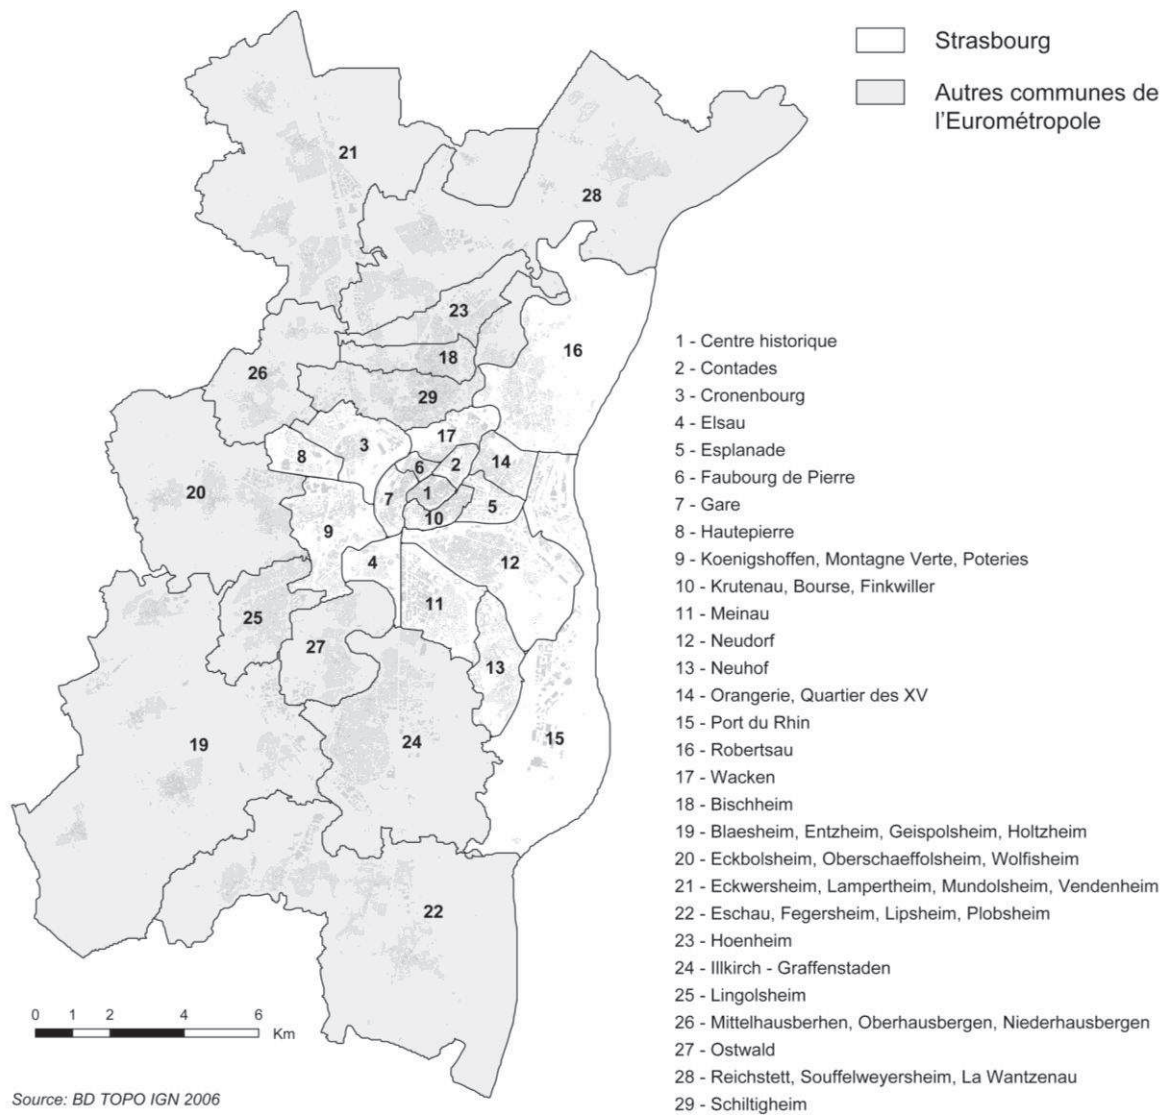 Strasbourg
Autres communes de
l'Eurométropole
21
28
23
16
18
26
29
17
3
8
14
2
6
20
7
1
5
10
9
12
4
11
25
27
13
15
19
24
22
1 - Centre historique
2 - Contades
3 - Cronenbourg
4 - Elsau
5 - Esplanade
6 - Faubourg de Pierre
7 - Gare
8 - Hautepierre
9 - Koenigshoffen, Montagne Verte, Poteries
10 - Krutenau, Bourse, Finkwiller
11 - Meinau
12 - Neudorf
13 - Neuhof
14 - Orangerie, Quartier des XV
15 - Port du Rhin
16 - Robertsau
17 - Wacken
18 - Bischheim
19 - Blaesheim, Entzheim, Geispolsheim, Holtzheim
20 - Eckbolsheim, Oberschaeffolsheim, Wolfisheim
21 - Eckwersheim, Lampertheim, Mundolsheim, Vendenheim
22 - Eschau, Fegersheim, Lipsheim, Plobsheim
23 - Hoenheim
24 - Illkirch - Graffenstaden
25 - Lingolsheim
26 - Mittelhausberhen, Oberhausbergen, Niederhausbergen
27 - Ostwald
28 - Reichstett, Souffelweyersheim, La Wantzenau
29 - Schiltigheim
0 1 2 4 6
Km
Source: BD TOPO IGN 2006